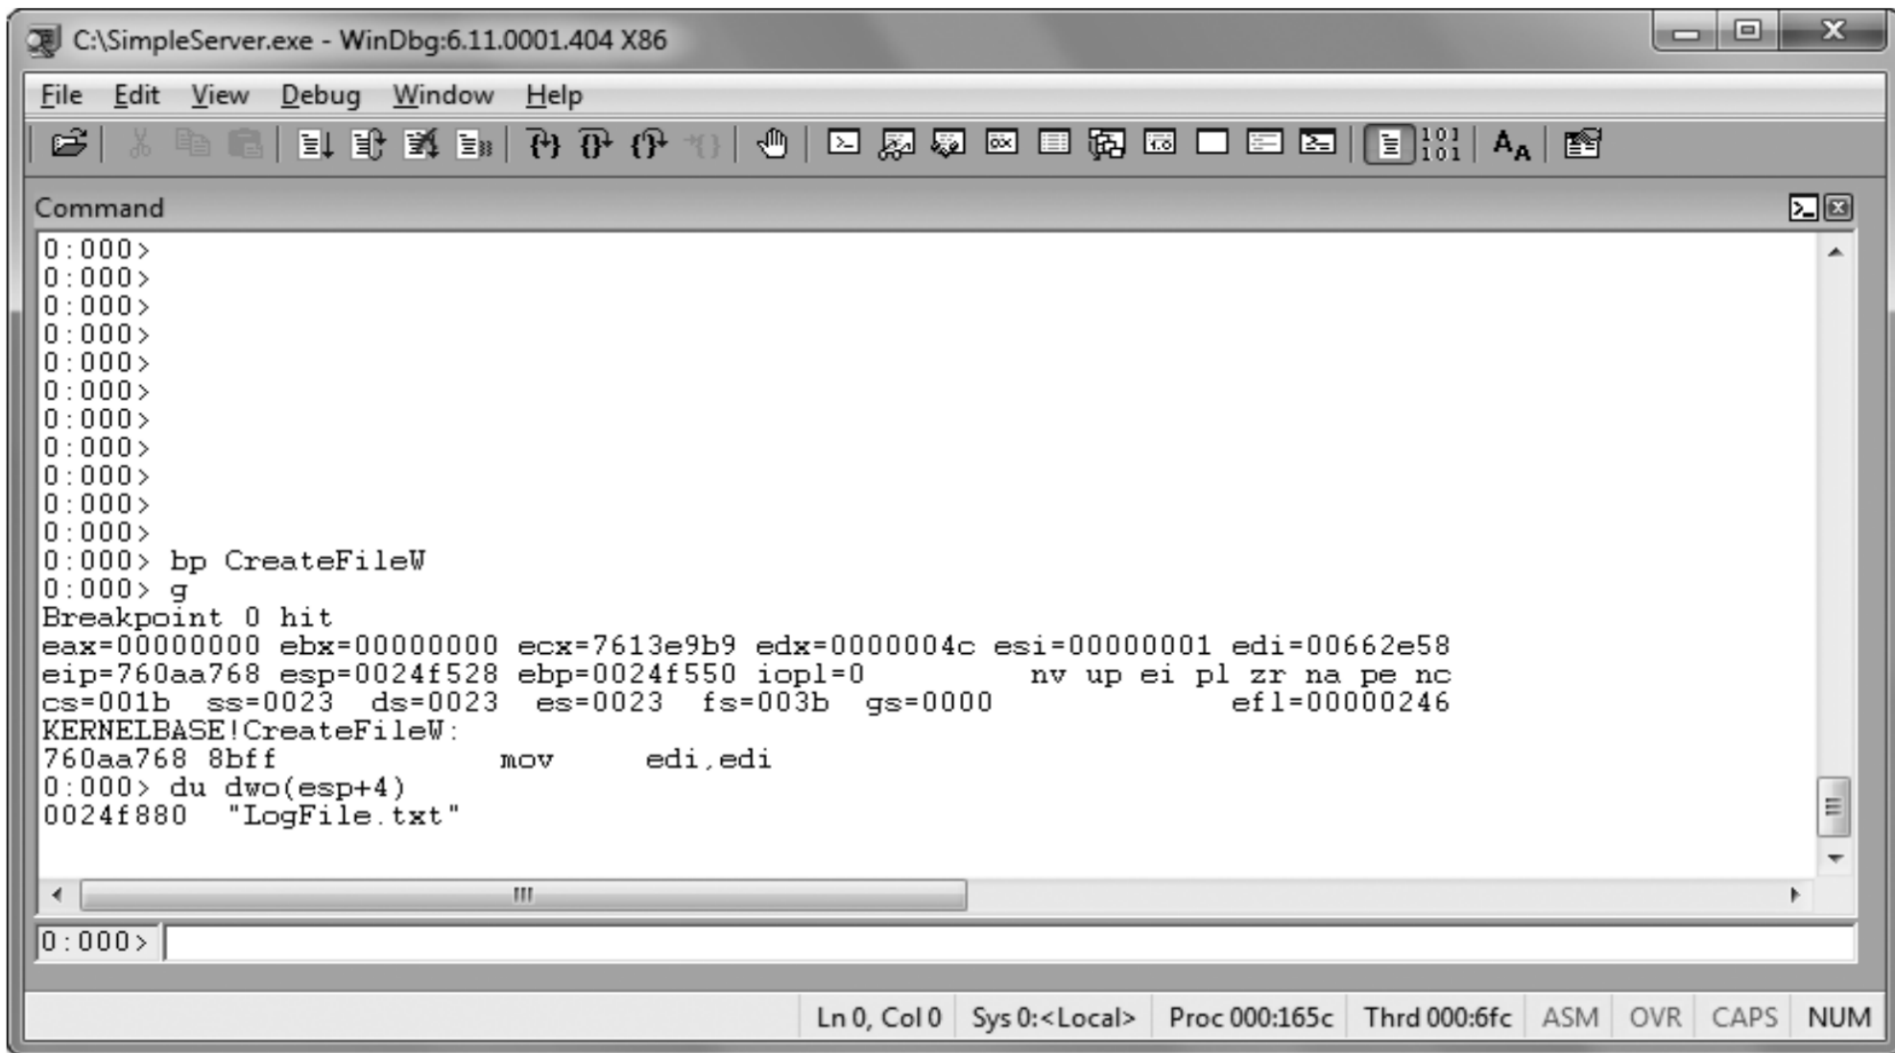 C:\SimpleServer.exe - WinDbg:6.11.0001.404 X86
File Edit View Debug Window Help
101
101
AA
Command
0:000>
0:000>
0:000>
0:000>
0:000>
0:000>
0:000>
0:000>
0:000>
0:000>
0:000>
0:000> bp CreateFileW
0:000> g
Breakpoint 0 hit
eax=00000000 ebx=00000000 ecx=7613e9b9 edx=0000004c esi=00000001 edi=00662e58
eip=760aa768 esp=0024f528 ebp=0024f550 iopl=0         nv up ei pl zr na pe nc
cs=001b  ss=0023  ds=0023  es=0023  fs=003b  gs=0000             efl=00000246
KERNELBASE!CreateFileW:
760aa768 8bff            mov     edi,edi
0:000> du dwo(esp+4)
0024f880  "LogFile.txt"
0:000>
Ln 0, Col 0 Sys 0:<Local> Proc 000:165c Thrd 000:6fc ASM OVR CAPS NUM